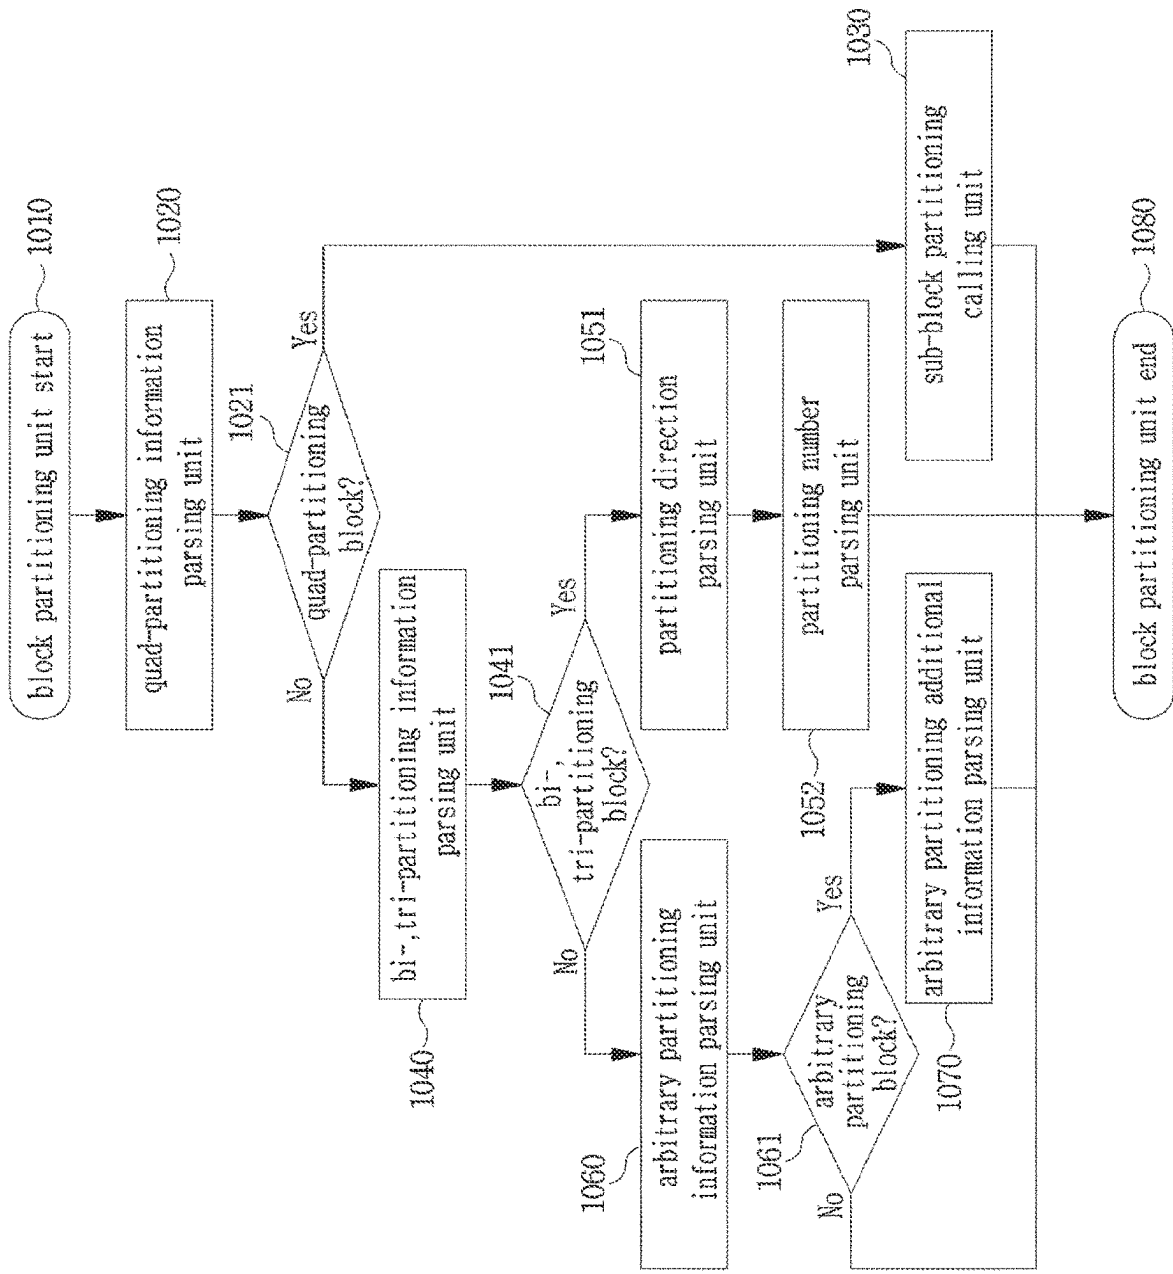 block partitioning unit start
1010
quad-partitioning information
parsing unit
1020
quad-partitioning
block?
1021
Yes
No
bi-,tri-partitioning information
parsing unit
1040
bi-,
tri-partitioning
block?
1041
Yes
No
partitioning direction
parsing unit
1051
partitioning number
parsing unit
1052
arbitrary partitioning
information parsing unit
1060
arbitrary
partitioning
block?
1061
Yes
No
arbitrary partitioning additional
information parsing unit
1070
sub-block partitioning
calling unit
1030
block partitioning unit end
1080